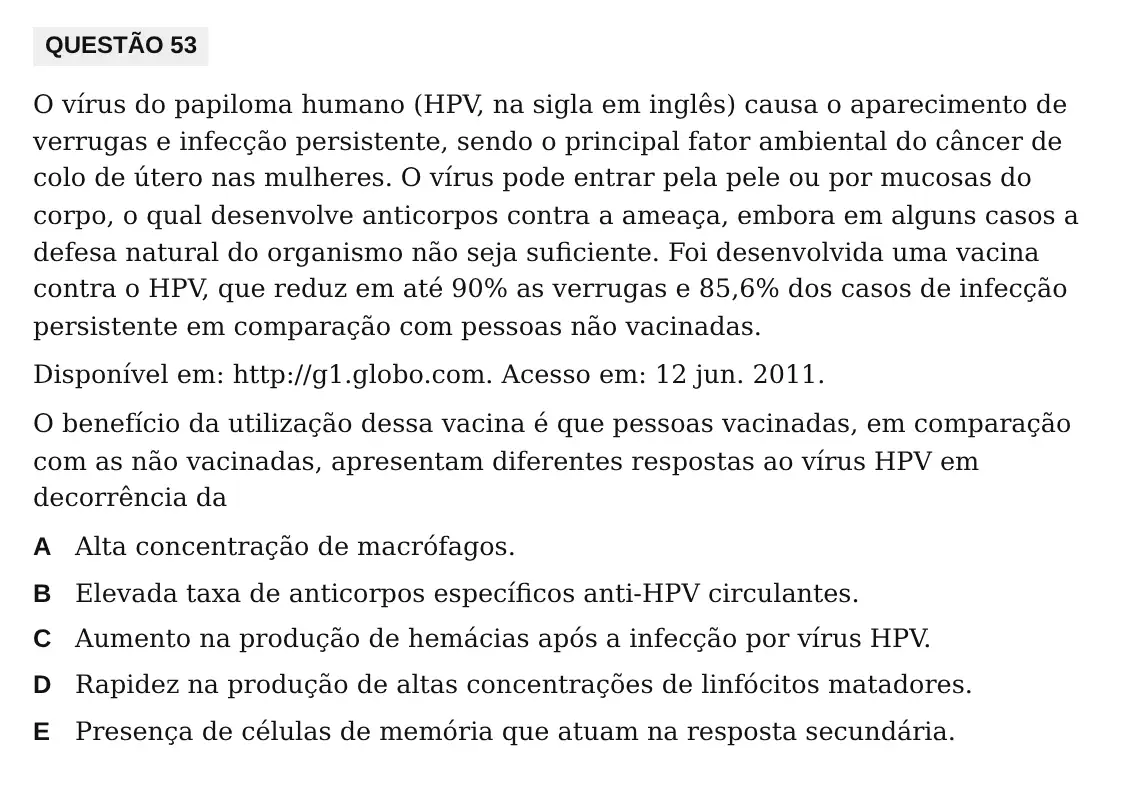 QUESTÃO 53
O vírus do papiloma humano (HPV, na sigla em inglês) causa o aparecimento de
verrugas e infecção persistente, sendo o principal fator ambiental do câncer de
colo de útero nas mulheres. O vírus pode entrar pela pele ou por mucosas do
corpo, o qual desenvolve anticorpos contra a ameaça, embora em alguns casos a
defesa natural do organismo não seja suficiente. Foi desenvolvida uma vacina
contra o HPV, que reduz em até 90% as verrugas e 85,6% dos casos de infecção
persistente em comparação com pessoas não vacinadas.
Disponível em: http://g1.globo.com. Acesso em: 12 jun. 2011.
O benefício da utilização dessa vacina é que pessoas vacinadas, em comparação
com as não vacinadas, apresentam diferentes respostas ao vírus HPV em
decorrência da
A Alta concentração de macrófagos.
B Elevada taxa de anticorpos específicos anti-HPV circulantes.
C Aumento na produção de hemácias após a infecção por vírus HPV.
D Rapidez na produção de altas concentrações de linfócitos matadores.
E Presença de células de memória que atuam na resposta secundária.